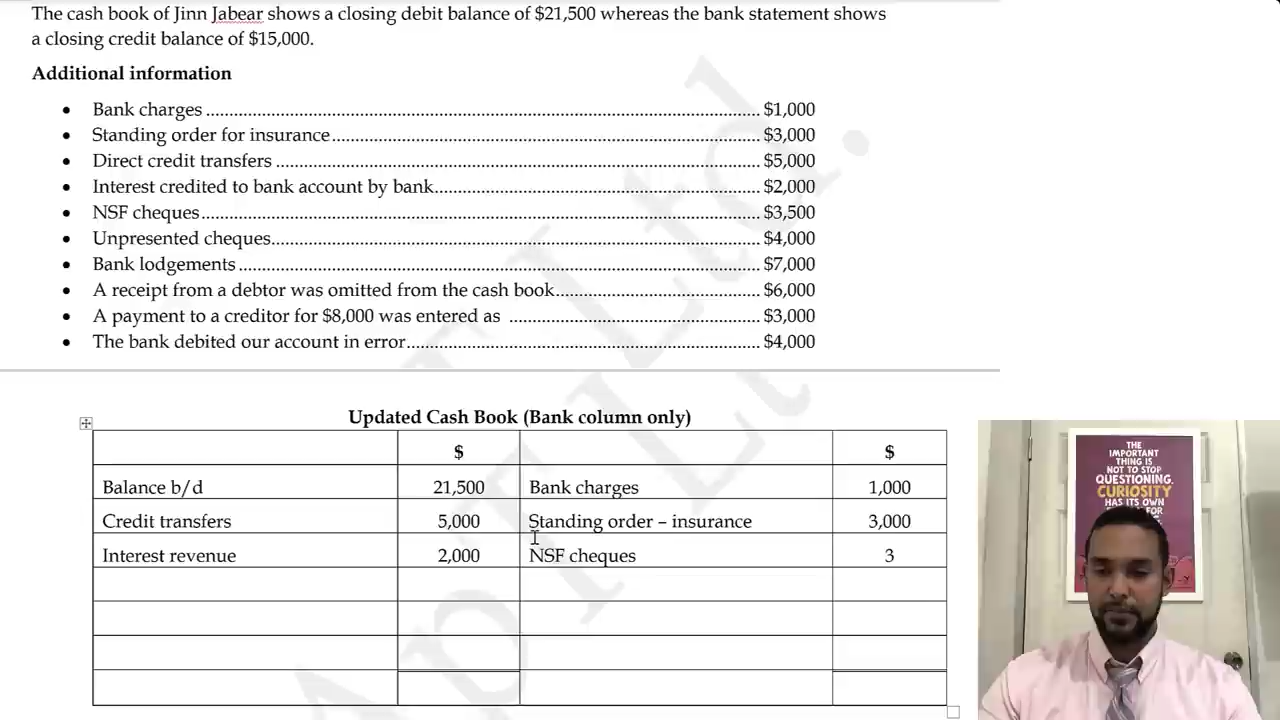 The cash book of Jinn Jabear shows a closing debit balance of $21,500 whereas the bank statement shows
a closing credit balance of $15,000.
Additional information
• Bank charges ........ $1,000
• Standing order for insurance ........ $3,000
• Direct credit transfers ........ $5,000
• Interest credited to bank account by bank ........ $2,000
• NSF cheques ........ $3,500
• Unpresented cheques ........ $4,000
• Bank lodgements ........ $7,000
• A receipt from a debtor was omitted from the cash book ........ $6,000
• A payment to a creditor for $8,000 was entered as ........ $3,000
• The bank debited our account in error ........ $4,000
Updated Cash Book (Bank column only)
$ $
Balance b/d 21,500 Bank charges 1,000
Credit transfers 5,000 Standing order – insurance 3,000
Interest revenue 2,000 NSF cheques 3
THE
IMPORTANT
THING IS
NOT TO STOP
QUESTIONING.
CURIOSITY
HAS ITS OWN
FOR
Ltd.